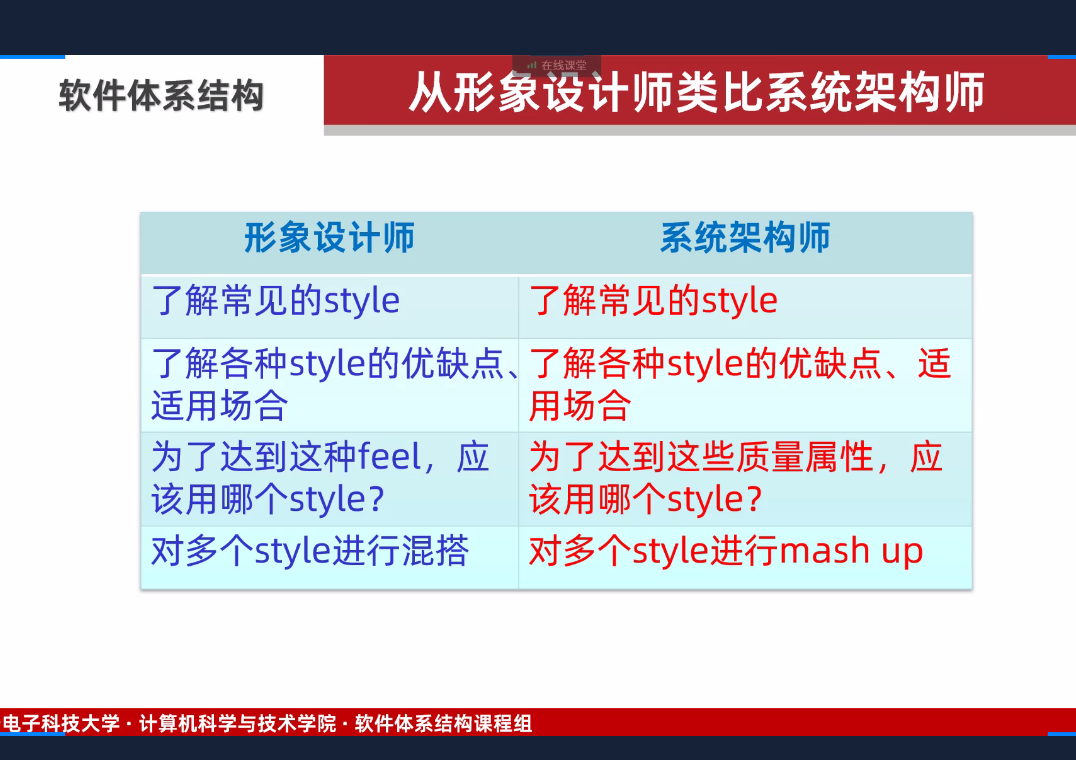 在线课堂
软件体系结构
从形象设计师类比系统架构师
形象设计师
系统架构师
了解常见的style
了解常见的style
了解各种style的优缺点、
适用场合
了解各种style的优缺点、适
用场合
为了达到这种feel，应
该用哪个style？
为了达到这些质量属性，应
该用哪个style？
对多个style进行混搭
对多个style进行mash up
电子科技大学 · 计算机科学与技术学院 · 软件体系结构课程组